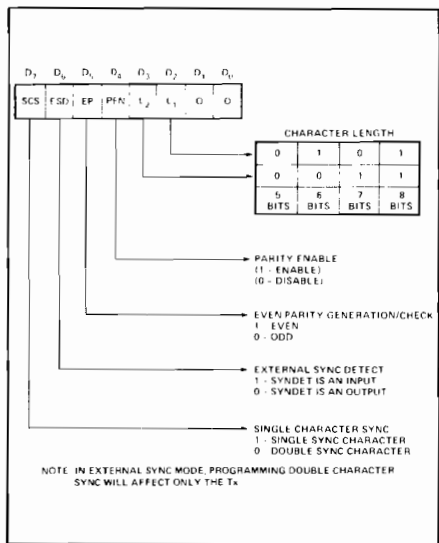 D7 D6 D5 D4 D3 D2 D1 D0
SCS ESD EP PEN L2 L1 0 0
CHARACTER LENGTH
0 1 0 1
0 0 1 1
5 BITS 6 BITS 7 BITS 8 BITS
PARITY ENABLE
(1 - ENABLE)
(0 - DISABLE)
EVEN PARITY GENERATION/CHECK
1 - EVEN
0 - ODD
EXTERNAL SYNC DETECT
1 - SYNDET IS AN INPUT
0 - SYNDET IS AN OUTPUT
SINGLE CHARACTER SYNC
1 - SINGLE SYNC CHARACTER
0 DOUBLE SYNC CHARACTER
NOTE IN EXTERNAL SYNC MODE, PROGRAMMING DOUBLE CHARACTER
SYNC WILL AFFECT ONLY THE Tx